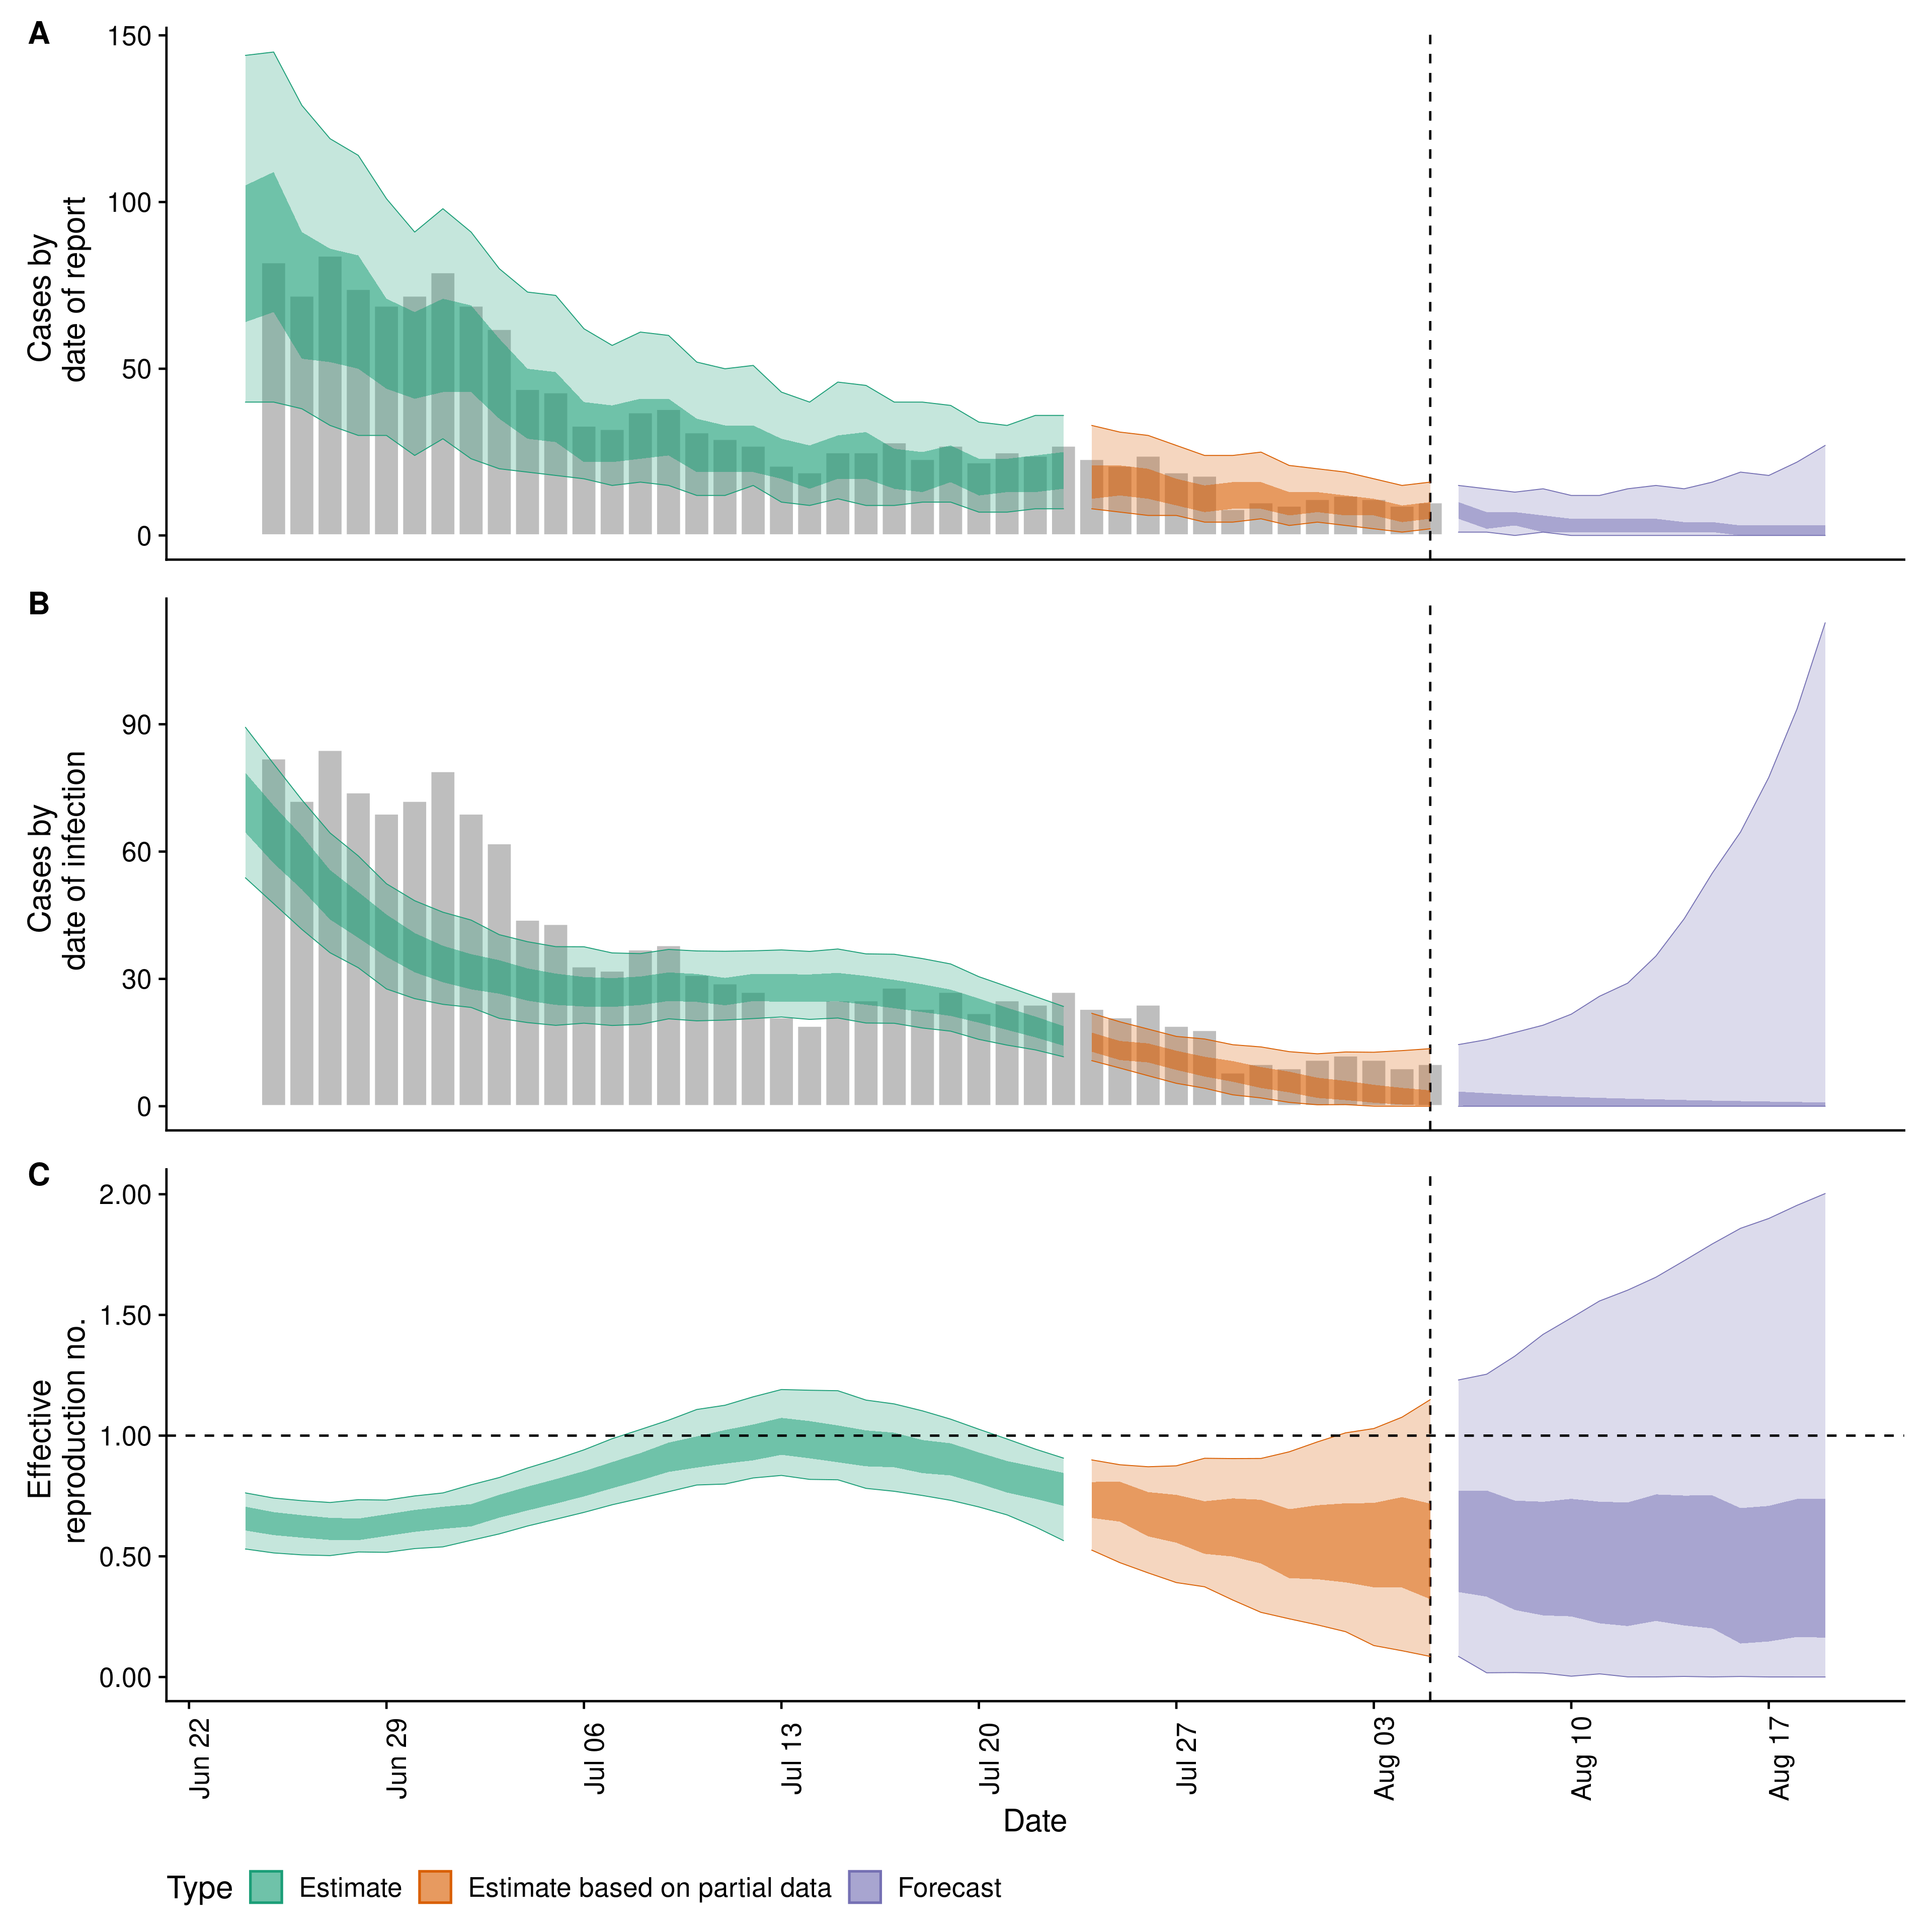 A
Cases by
date of report
150
100
50
0
B
Cases by
date of infection
90
60
30
0
C
Effective
reproduction no.
2.00
1.50
1.00
0.50
0.00
Jun 22
Jun 29
Jul 06
Jul 13
Jul 20
Jul 27
Aug 03
Aug 10
Aug 17
Date
Type Estimate Estimate based on partial data Forecast